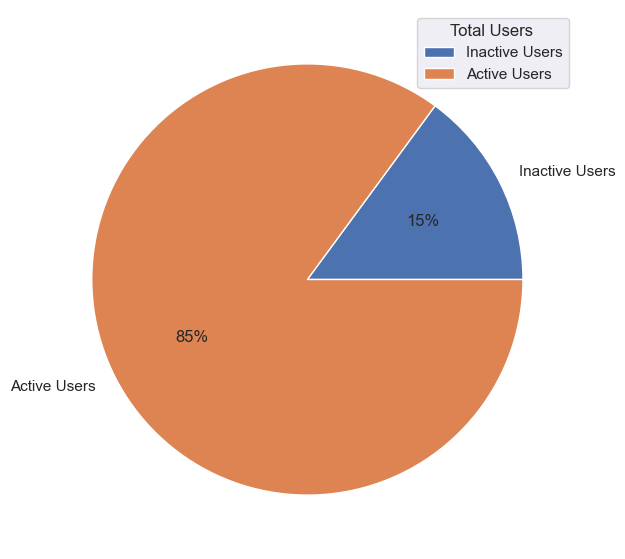 Total Users
Inactive Users
Active Users
Inactive Users
15%
85%
Active Users